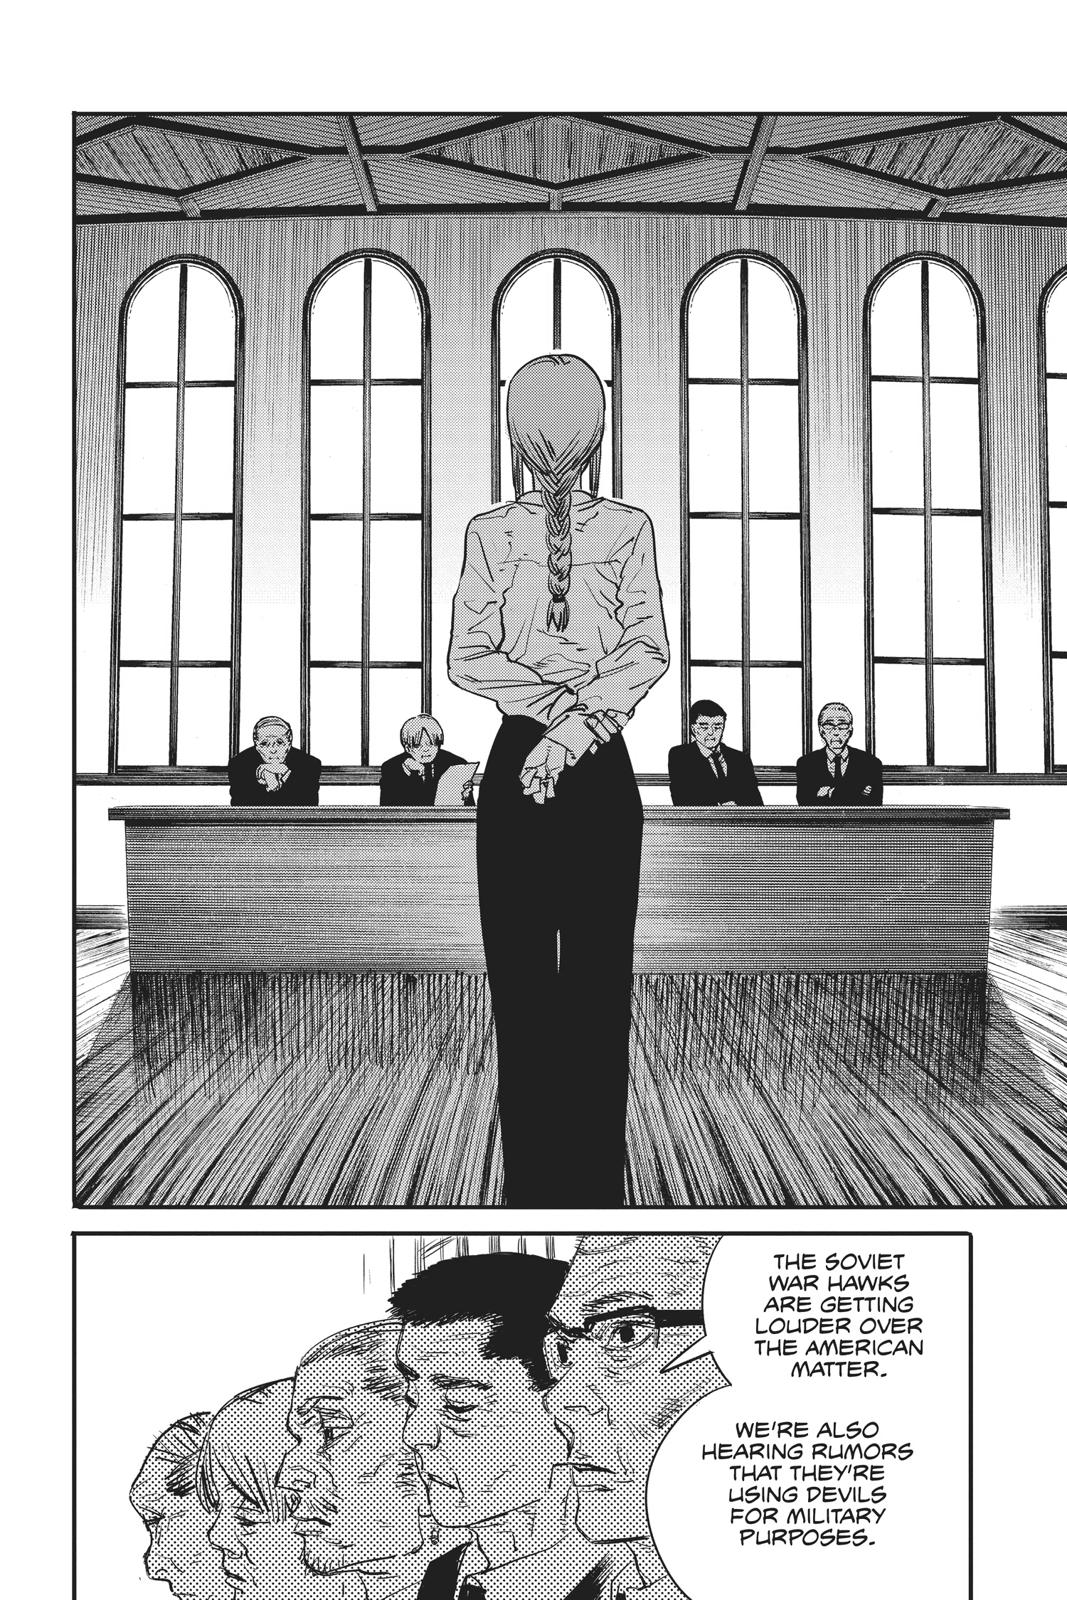 THE SOVIET
WAR HAWKS
ARE GETTING
LOUDER OVER
THE AMERICAN
MATTER.
WE'RE ALSO
HEARING RUMORS
THAT THEY'RE
USING DEVILS
FOR MILITARY
PURPOSES.